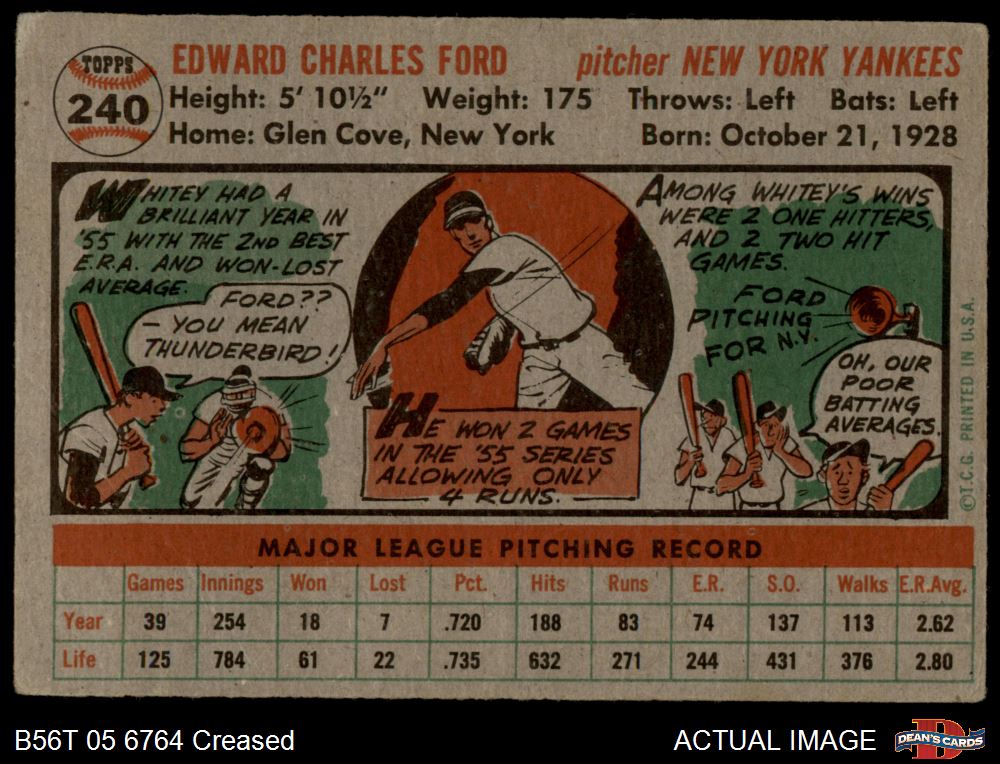 TOPPS
240
EDWARD CHARLES FORD pitcher NEW YORK YANKEES
Height: 5' 10½" Weight: 175 Throws: Left Bats: Left
Home: Glen Cove, New York Born: October 21, 1928
WHITEY HAD A
BRILLIANT YEAR IN
'55 WITH THE 2ND BEST
E.R.A. AND WON-LOST
AVERAGE.
FORD??
- YOU MEAN
THUNDERBIRD!
HE WON 2 GAMES
IN THE '55 SERIES
ALLOWING ONLY
4 RUNS.
AMONG WHITEY'S WINS
WERE 2 ONE HITTERS,
AND 2 TWO HIT
GAMES.
FORD
PITCHING
FOR N.Y.
OH, OUR
POOR
BATTING
AVERAGES.
©T.C.G. PRINTED IN U.S.A.
MAJOR LEAGUE PITCHING RECORD
Games Innings Won Lost Pct. Hits Runs E.R. S.O. Walks E.R.Avg.
Year 39 254 18 7 .720 188 83 74 137 113 2.62
Life 125 784 61 22 .735 632 271 244 431 376 2.80
B56T 05 6764 Creased ACTUAL IMAGE
DEAN'S CARDS